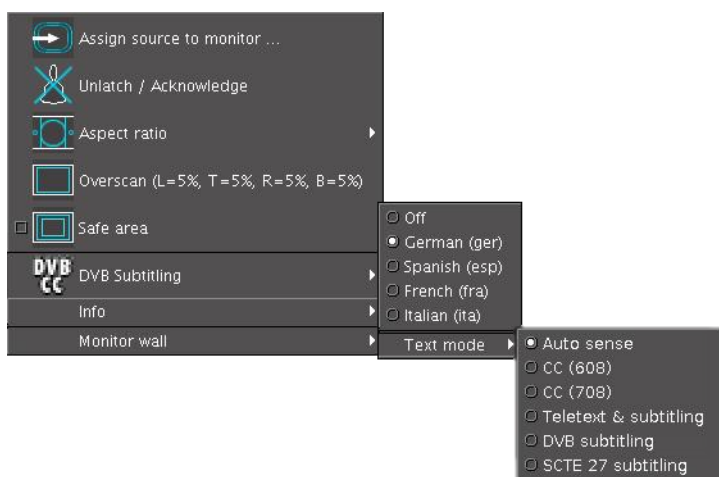 Assign source to monitor ...
Unlatch / Acknowledge
Aspect ratio
Overscan (L=5%, T=5%, R=5%, B=5%)
Safe area
DVB
CC
DVB Subtitling
Info
Monitor wall
Off
German (ger)
Spanish (esp)
French (fra)
Italian (ita)
Text mode
Auto sense
CC (608)
CC (708)
Teletext & subtitling
DVB subtitling
SCTE 27 subtitling